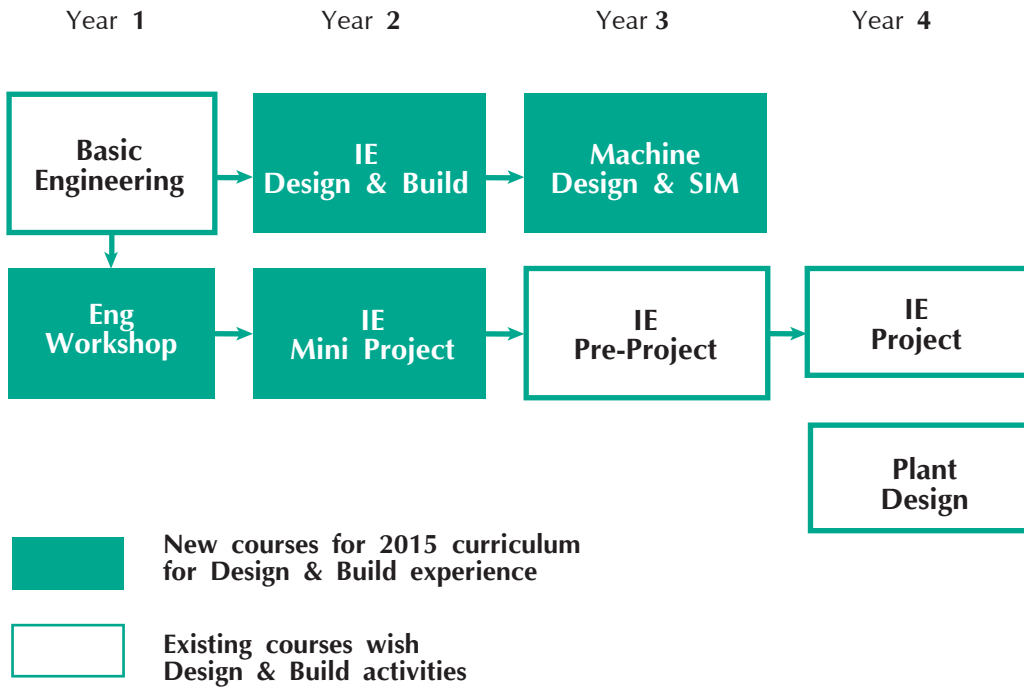 Year 1 Year 2 Year 3 Year 4
Basic
Engineering
IE
Design & Build
Machine
Design & SIM
Eng
Workshop
IE
Mini Project
IE
Pre-Project
IE
Project
Plant
Design
New courses for 2015 curriculum
for Design & Build experience
Existing courses wish
Design & Build activities